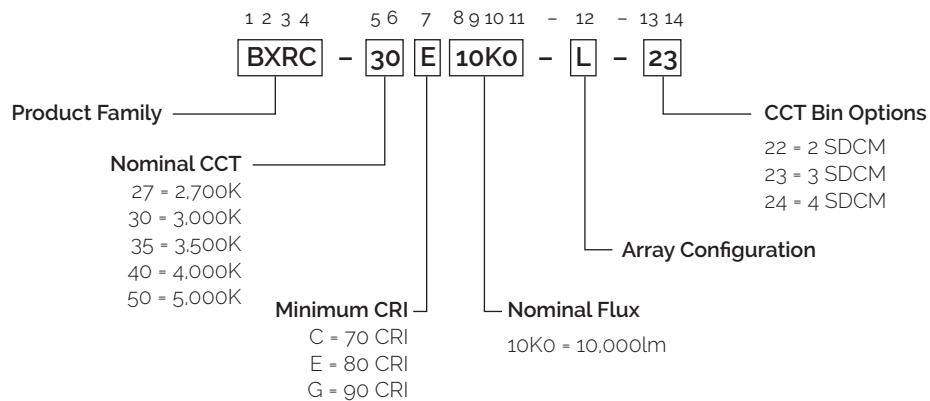 1 2 3 4 5 6 7 8 9 10 11 – 12 – 13 14
BXRC – 30 E 10K0 – L – 23
Product Family
CCT Bin Options
22 = 2 SDCM
23 = 3 SDCM
24 = 4 SDCM
Nominal CCT
27 = 2,700K
30 = 3,000K
35 = 3,500K
40 = 4,000K
50 = 5,000K
Array Configuration
Minimum CRI
C = 70 CRI
E = 80 CRI
G = 90 CRI
Nominal Flux
10K0 = 10,000lm